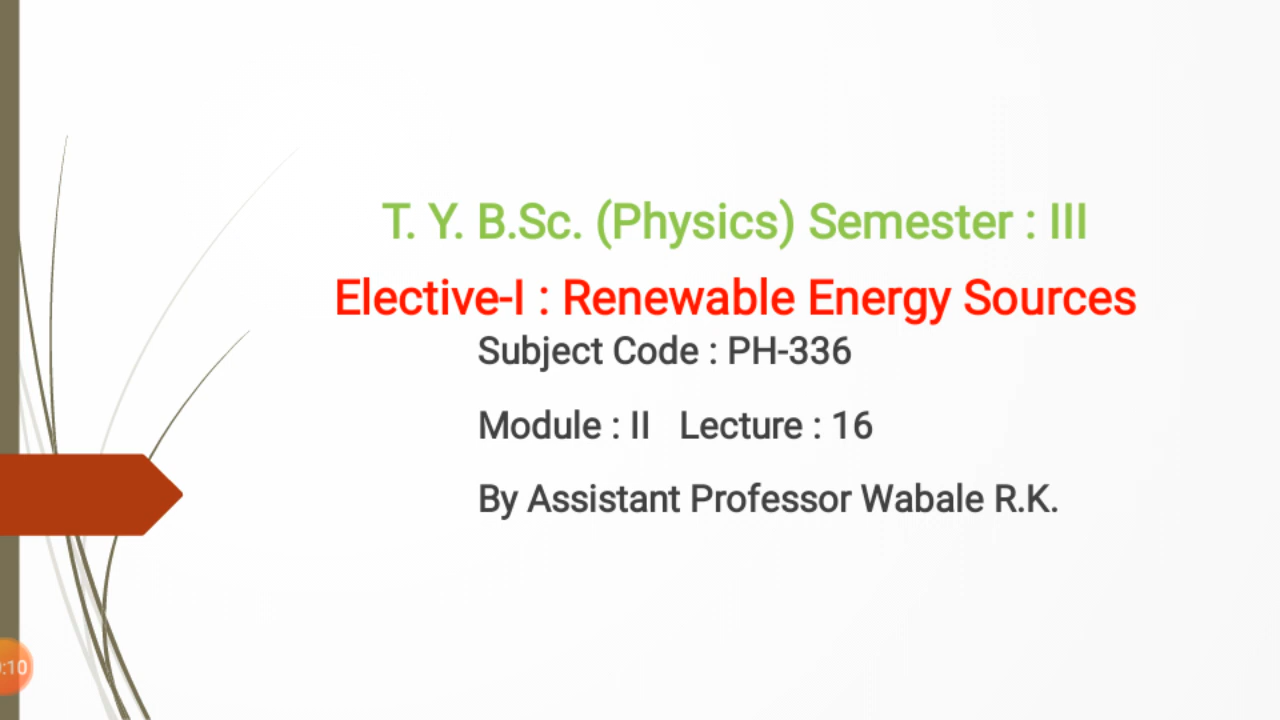 T. Y. B.Sc. (Physics) Semester : III
Elective-I : Renewable Energy Sources
Subject Code : PH-336
Module : II Lecture : 16
By Assistant Professor Wabale R.K.
:10